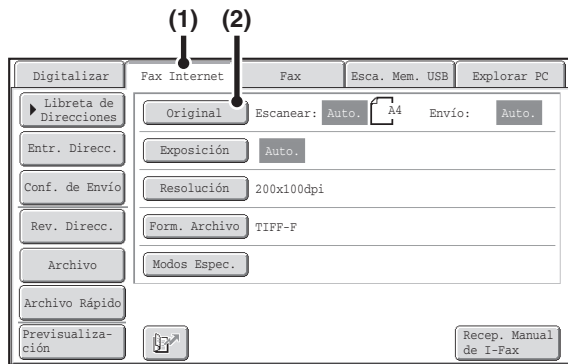 (1) (2)
Digitalizar Fax Internet Fax Esca. Mem. USB Explorar PC
Libreta de
Direcciones
Original Escanear: Auto. A4 Envío: Auto.
Entr. Direcc.
Exposición Auto.
Conf. de Envío
Resolución 200x100dpi
Rev. Direcc.
Form. Archivo TIFF-F
Archivo
Modos Espec.
Archivo Rápido
Previsualiza-
ción
Recep. Manual
de I-Fax